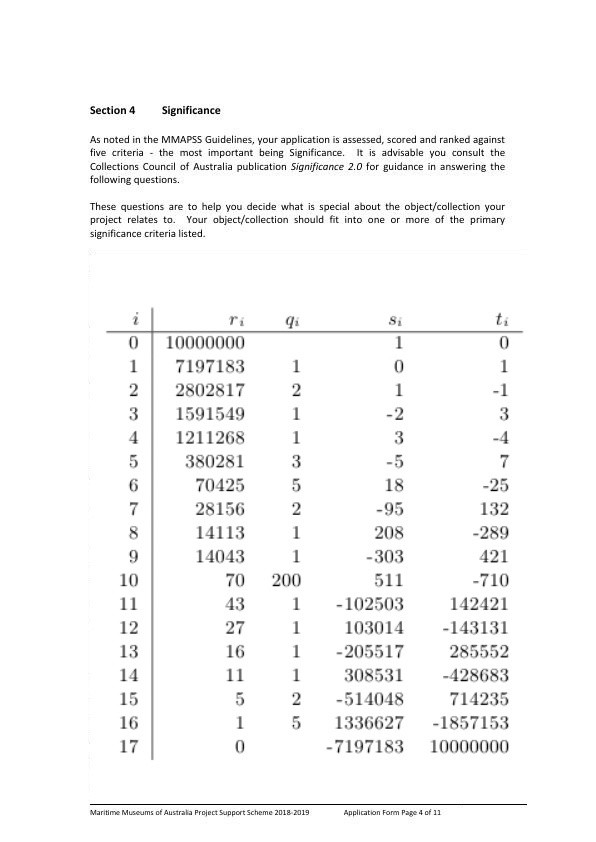 Section 4 Significance
As noted in the MMAPSS Guidelines, your application is assessed, scored and ranked against
five criteria - the most important being Significance. It is advisable you consult the
Collections Council of Australia publication Significance 2.0 for guidance in answering the
following questions.
These questions are to help you decide what is special about the object/collection your
project relates to. Your object/collection should fit into one or more of the primary
significance criteria listed.
i r_i q_i s_i t_i
0 10000000 1 0
1 7197183 1 0 1
2 2802817 2 1 -1
3 1591549 1 -2 3
4 1211268 1 3 -4
5 380281 3 -5 7
6 70425 5 18 -25
7 28156 2 -95 132
8 14113 1 208 -289
9 14043 1 -303 421
10 70 200 511 -710
11 43 1 -102503 142421
12 27 1 103014 -143131
13 16 1 -205517 285552
14 11 1 308531 -428683
15 5 2 -514048 714235
16 1 5 1336627 -1857153
17 0 -7197183 10000000
Maritime Museums of Australia Project Support Scheme 2018-2019 Application Form Page 4 of 11